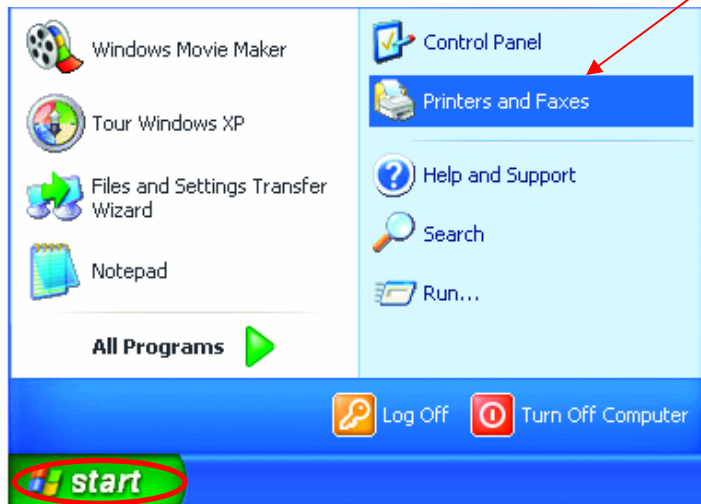 Windows Movie Maker
Tour Windows XP
Files and Settings Transfer
Wizard
Notepad
All Programs
Control Panel
Printers and Faxes
Help and Support
Search
Run...
Log Off
Turn Off Computer
start